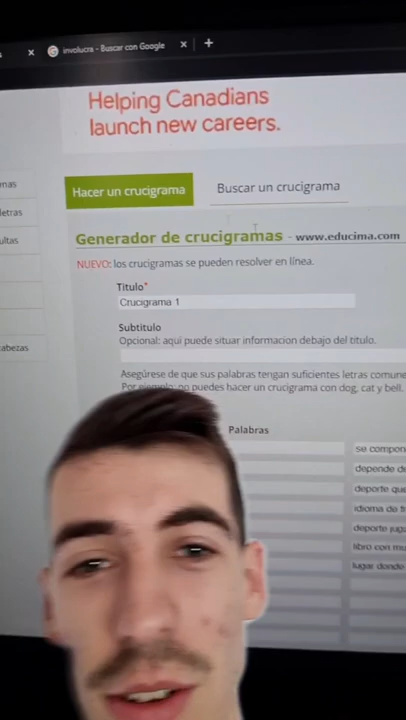 involucra - Buscar con Google
Helping Canadians
launch new careers.
Hacer un crucigrama
Buscar un crucigrama
Generador de crucigramas - www.educima.com
NUEVO: los crucigramas se pueden resolver en línea.
Titulo*
Crucigrama 1
Subtitulo
Opcional: aqui puede situar informacion debajo del titulo.
Asegúrese de que sus palabras tengan suficientes letras comune
Por ejemplo, no puedes hacer un crucigrama con dog, cat y bell.
Palabras
se compon
depende de
deporte que
idioma de
deporte
libro con mu
lugar donde
letras
ultas
abezas